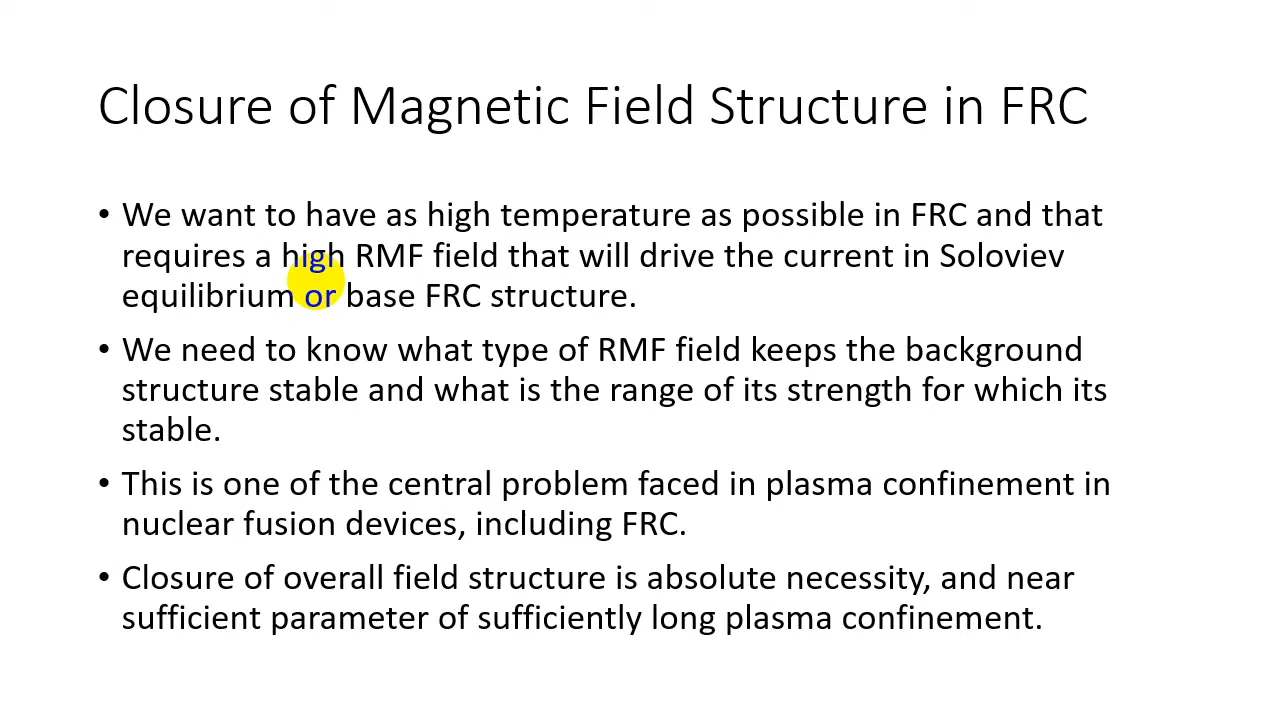 Closure of Magnetic Field Structure in FRC
• We want to have as high temperature as possible in FRC and that
requires a high RMF field that will drive the current in Soloviev
equilibrium or base FRC structure.
• We need to know what type of RMF field keeps the background
structure stable and what is the range of its strength for which its
stable.
• This is one of the central problem faced in plasma confinement in
nuclear fusion devices, including FRC.
• Closure of overall field structure is absolute necessity, and near
sufficient parameter of sufficiently long plasma confinement.